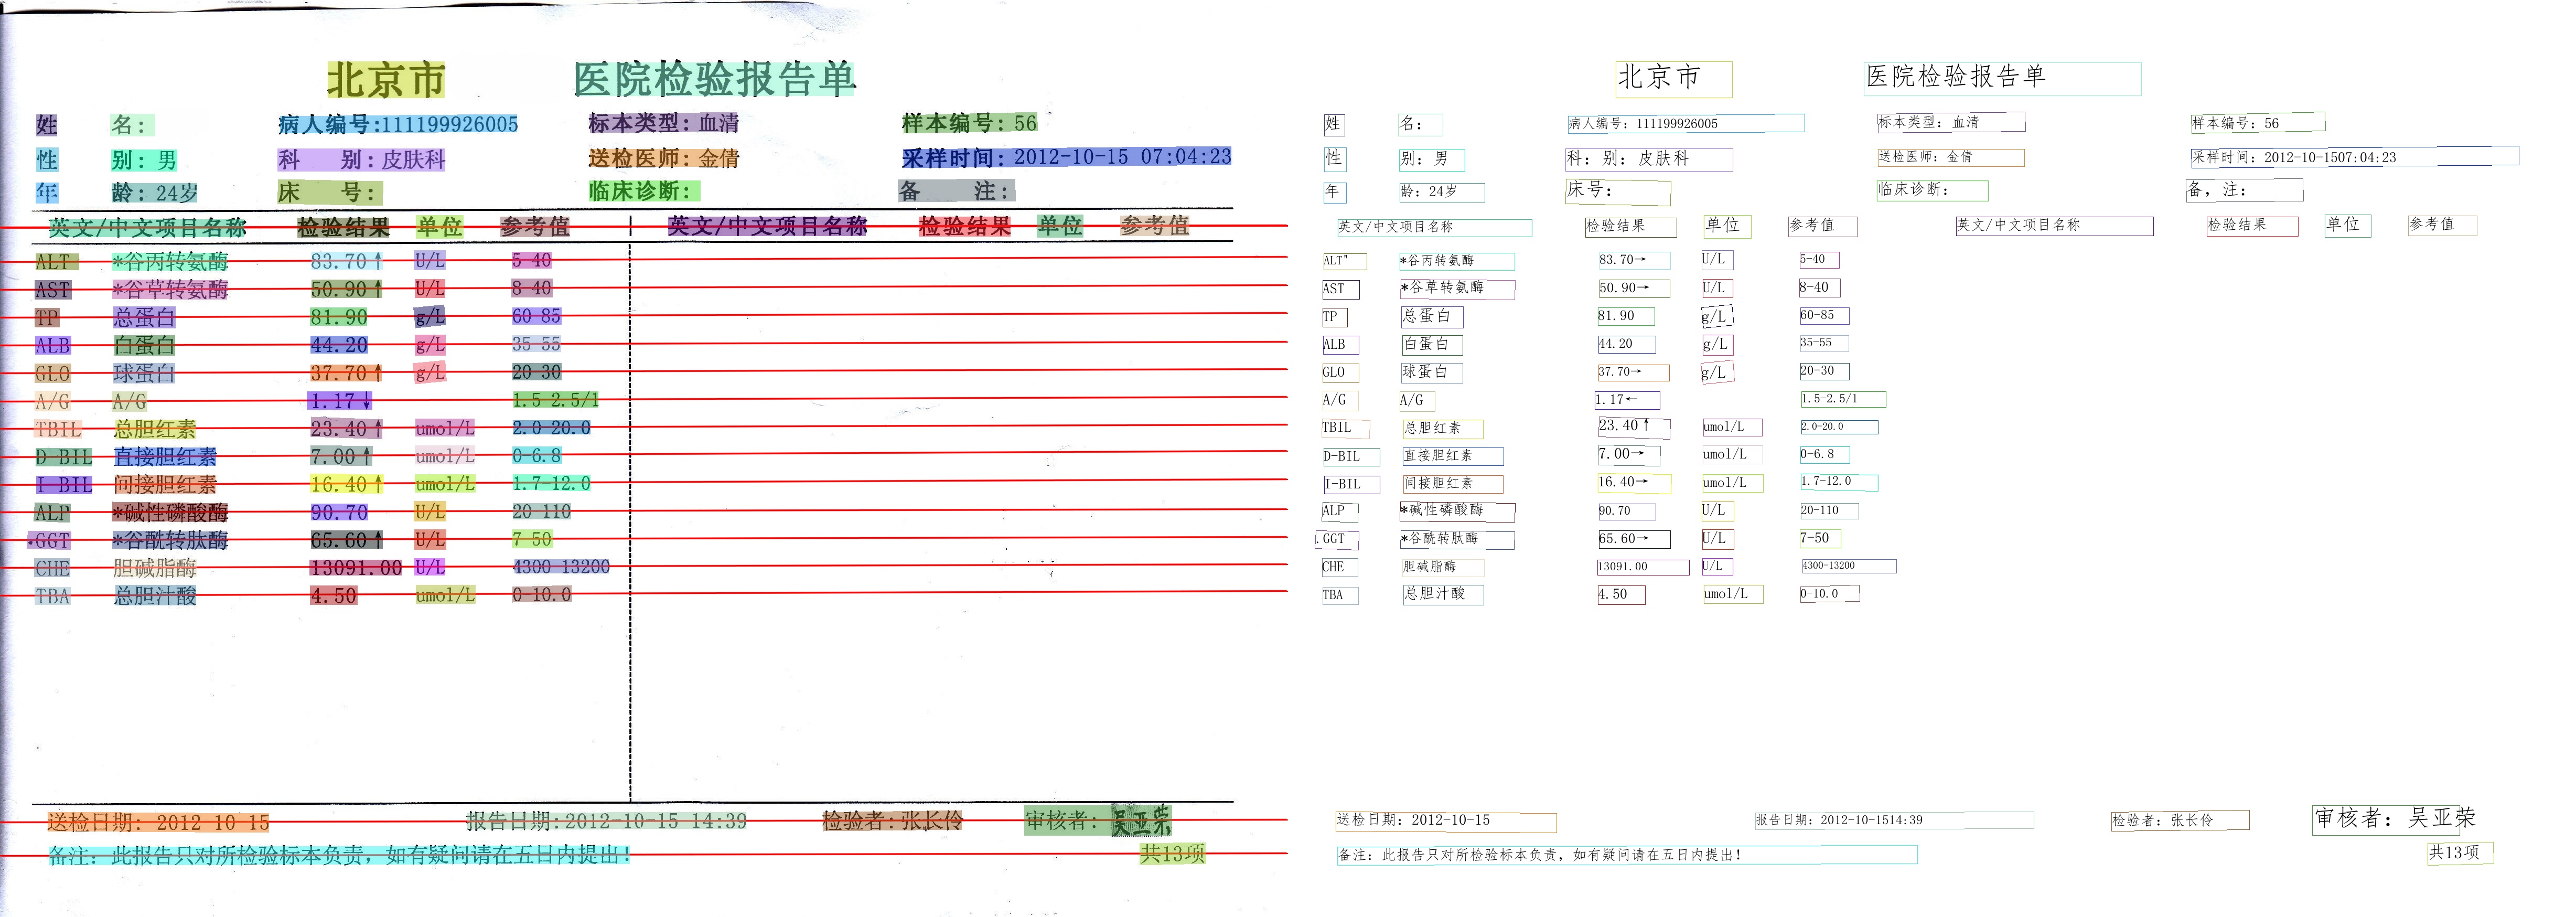 北京市 医院检验报告单
姓 名: 病人编号:111199926005 标本类型: 血清 样本编号: 56
性 别: 男 科 别: 皮肤科 送检医师: 金倩 采样时间: 2012-10-15 07:04:23
年 龄: 24岁 床 号: 临床诊断: 备 注:
英文/中文项目名称 检验结果 单位 参考值 英文/中文项目名称 检验结果 单位 参考值
ALT *谷丙转氨酶 83.70↑ U/L 5-40
AST *谷草转氨酶 50.90↑ U/L 8-40
TP 总蛋白 81.90 g/L 60-85
ALB 白蛋白 44.20 g/L 35-55
GLO 球蛋白 37.70↑ g/L 20-30
A/G A/G 1.17↓ 1.5-2.5/1
TBIL 总胆红素 23.40↑ umol/L 2.0-20.0
D-BIL 直接胆红素 7.00↑ umol/L 0-6.8
I-BIL 间接胆红素 16.40↑ umol/L 1.7-12.0
ALP *碱性磷酸酶 90.70 U/L 20-110
.GGT *谷酰转肽酶 65.60↑ U/L 7-50
CHE 胆碱脂酶 13091.00 U/L 4300-13200
TBA 总胆汁酸 4.50 umol/L 0-10.0
送检日期: 2012-10-15 报告日期:2012-10-15 14:39 检验者:张长伶 审核者: 吴亚荣
备注: 此报告只对所检验标本负责, 如有疑问请在五日内提出! 共13项
北京市 医院检验报告单
姓 名: 病人编号: 111199926005 标本类型: 血清 样本编号: 56
性 别: 男 科: 别: 皮肤科 送检医师: 金倩 采样时间: 2012-10-1507:04:23
年 龄: 24岁 床号: 临床诊断: 备, 注:
英文/中文项目名称 检验结果 单位 参考值 英文/中文项目名称 检验结果 单位 参考值
ALT" *谷丙转氨酶 83.70→ U/L 5-40
AST *谷草转氨酶 50.90→ U/L 8-40
TP 总蛋白 81.90 g/L 60-85
ALB 白蛋白 44.20 g/L 35-55
GLO 球蛋白 37.70→ g/L 20-30
A/G A/G 1.17← 1.5-2.5/1
TBIL 总胆红素 23.40↑ umol/L 2.0-20.0
D-BIL 直接胆红素 7.00→ umol/L 0-6.8
I-BIL 间接胆红素 16.40→ umol/L 1.7-12.0
ALP *碱性磷酸酶 90.70 U/L 20-110
.GGT *谷酰转肽酶 65.60→ U/L 7-50
CHE 胆碱脂酶 13091.00 U/L 4300-13200
TBA 总胆汁酸 4.50 umol/L 0-10.0
送检日期: 2012-10-15 报告日期: 2012-10-1514:39 检验者: 张长伶 审核者: 吴亚荣
备注: 此报告只对所检验标本负责, 如有疑问请在五日内提出! 共13项